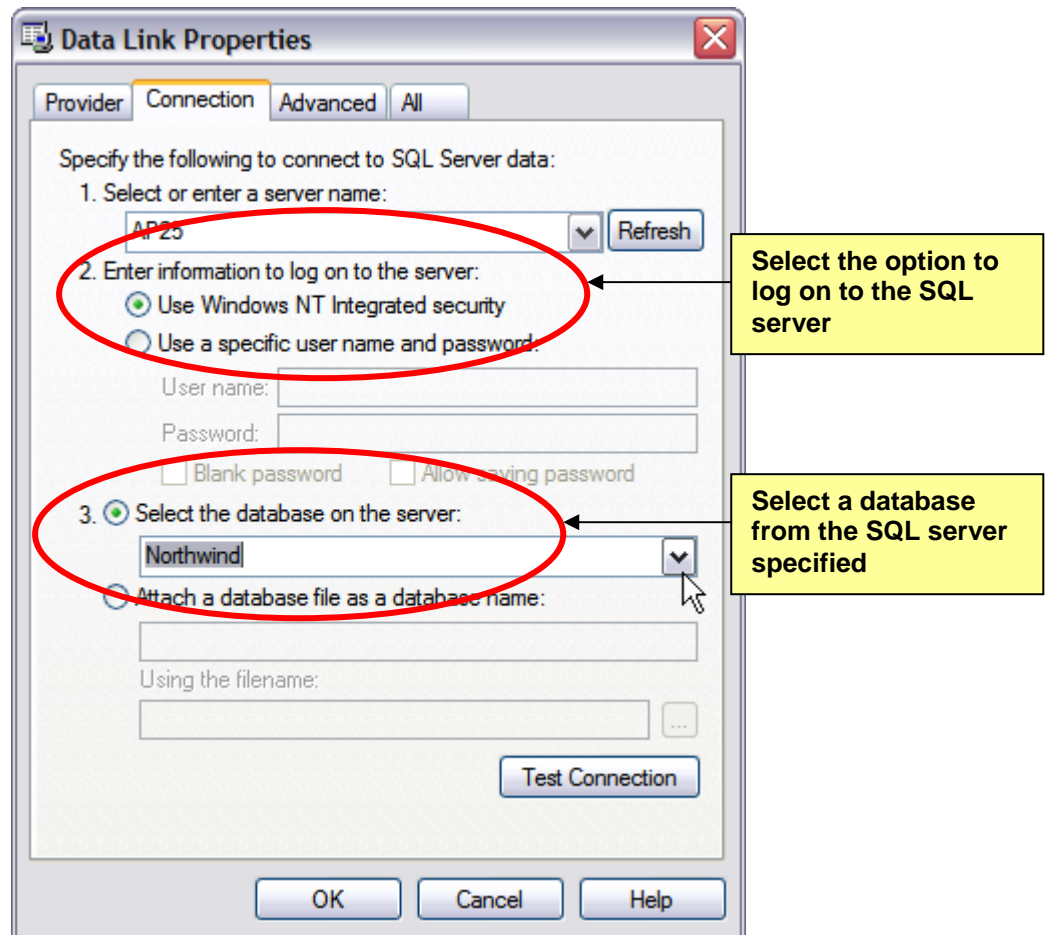 Data Link Properties
Provider Connection Advanced All
Specify the following to connect to SQL Server data:
1. Select or enter a server name:
AP25 Refresh
2. Enter information to log on to the server:
Use Windows NT Integrated security
Use a specific user name and password:
User name:
Password:
Blank password Allow saving password
3. Select the database on the server:
Northwind
Attach a database file as a database name:
Using the filename:
...
Test Connection
OK Cancel Help
Select the option to
log on to the SQL
server
Select a database
from the SQL server
specified